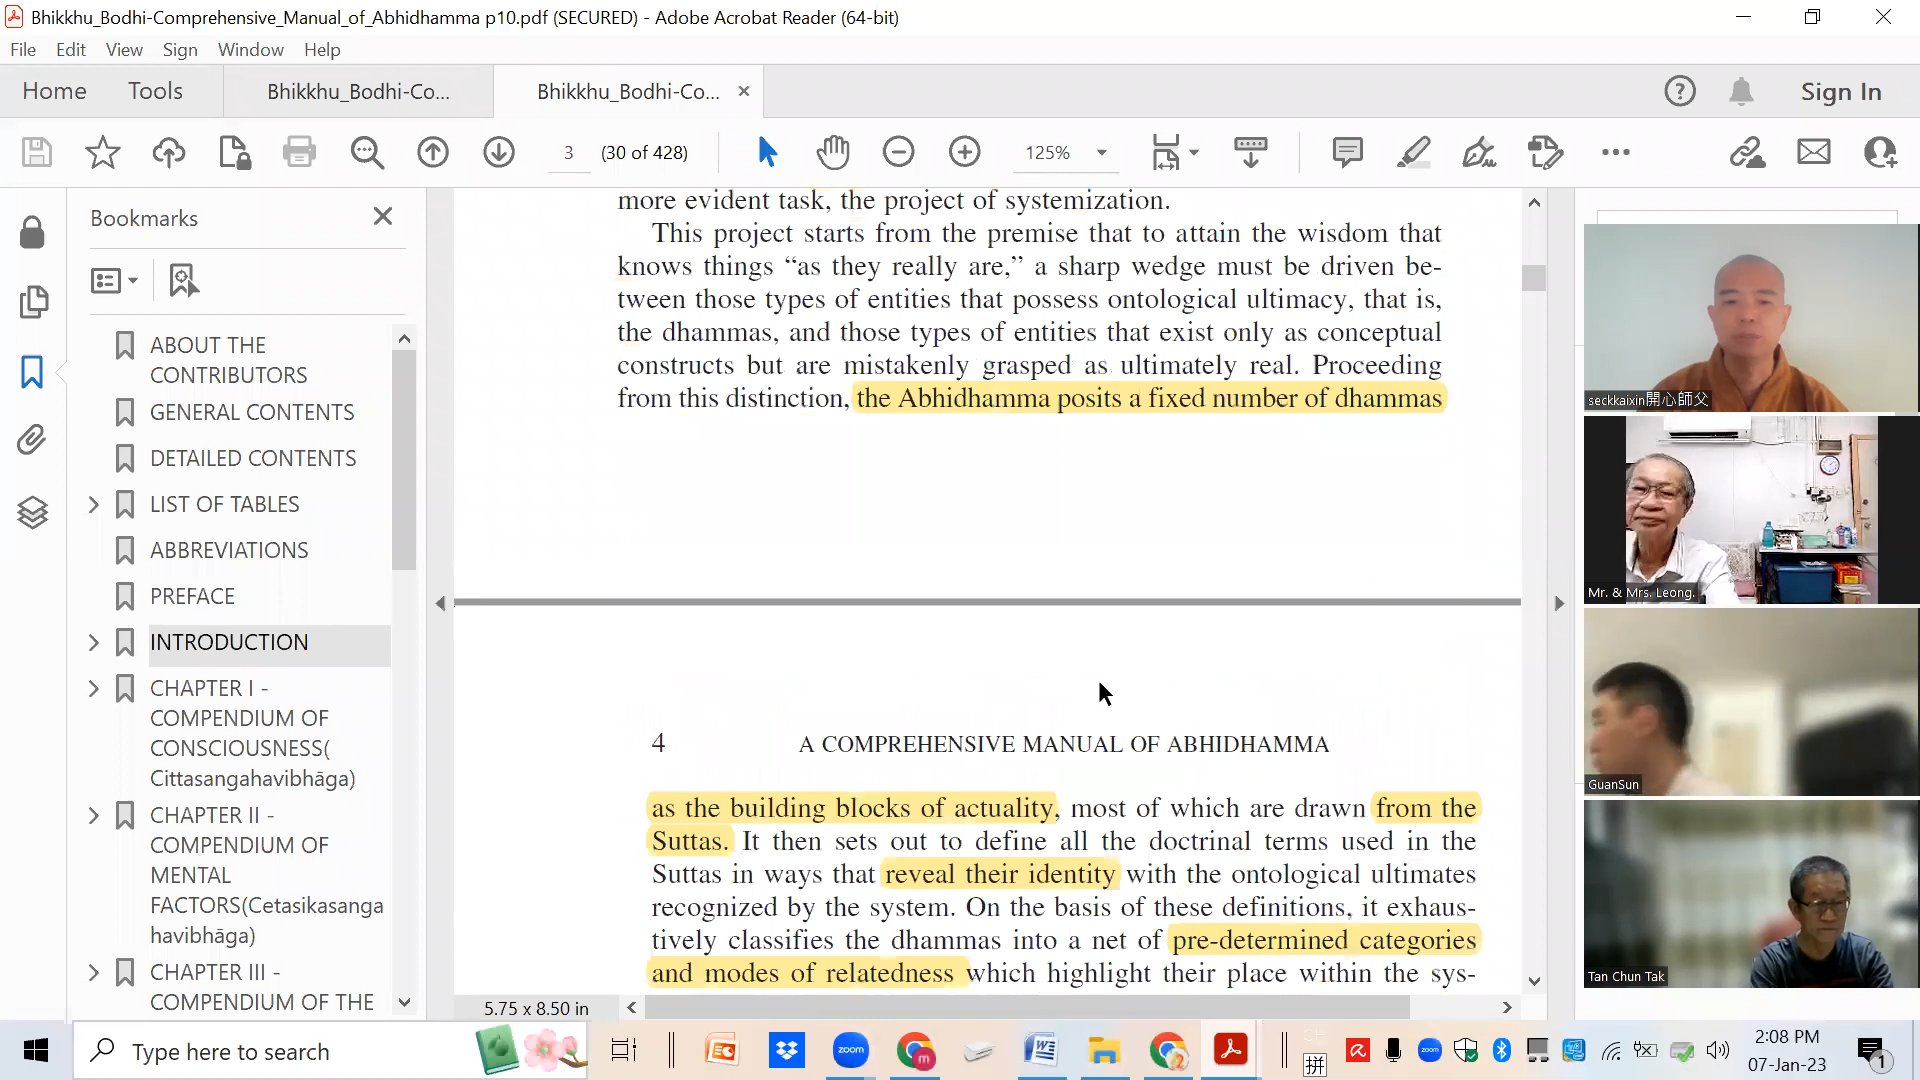 Bhikkhu_Bodhi-Comprehensive_Manual_of_Abhidhamma p10.pdf (SECURED) - Adobe Acrobat Reader (64-bit)
File Edit View Sign Window Help
Home Tools Bhikkhu_Bodhi-Co... Bhikkhu_Bodhi-Co... Sign In
3 (30 of 428) 125%
Bookmarks
ABOUT THE
CONTRIBUTORS
GENERAL CONTENTS
DETAILED CONTENTS
LIST OF TABLES
ABBREVIATIONS
PREFACE
INTRODUCTION
CHAPTER I -
COMPENDIUM OF
CONSCIOUSNESS(
Cittasangahavibhāga)
CHAPTER II -
COMPENDIUM OF
MENTAL
FACTORS(Cetasikasanga
havibhāga)
CHAPTER III -
COMPENDIUM OF THE
more evident task, the project of systemization.
This project starts from the premise that to attain the wisdom that
knows things “as they really are,” a sharp wedge must be driven be-
tween those types of entities that possess ontological ultimacy, that is,
the dhammas, and those types of entities that exist only as conceptual
constructs but are mistakenly grasped as ultimately real. Proceeding
from this distinction, the Abhidhamma posits a fixed number of dhammas
4 A COMPREHENSIVE MANUAL OF ABHIDHAMMA
as the building blocks of actuality, most of which are drawn from the
Suttas. It then sets out to define all the doctrinal terms used in the
Suttas in ways that reveal their identity with the ontological ultimates
recognized by the system. On the basis of these definitions, it exhaus-
tively classifies the dhammas into a net of pre-determined categories
and modes of relatedness which highlight their place within the sys-
5.75 x 8.50 in
seckkaixin開心師父
Mr. & Mrs. Leong.
GuanSun
Tan Chun Tak
Type here to search
zoom
拼
zoom
2:08 PM
07-Jan-23
1